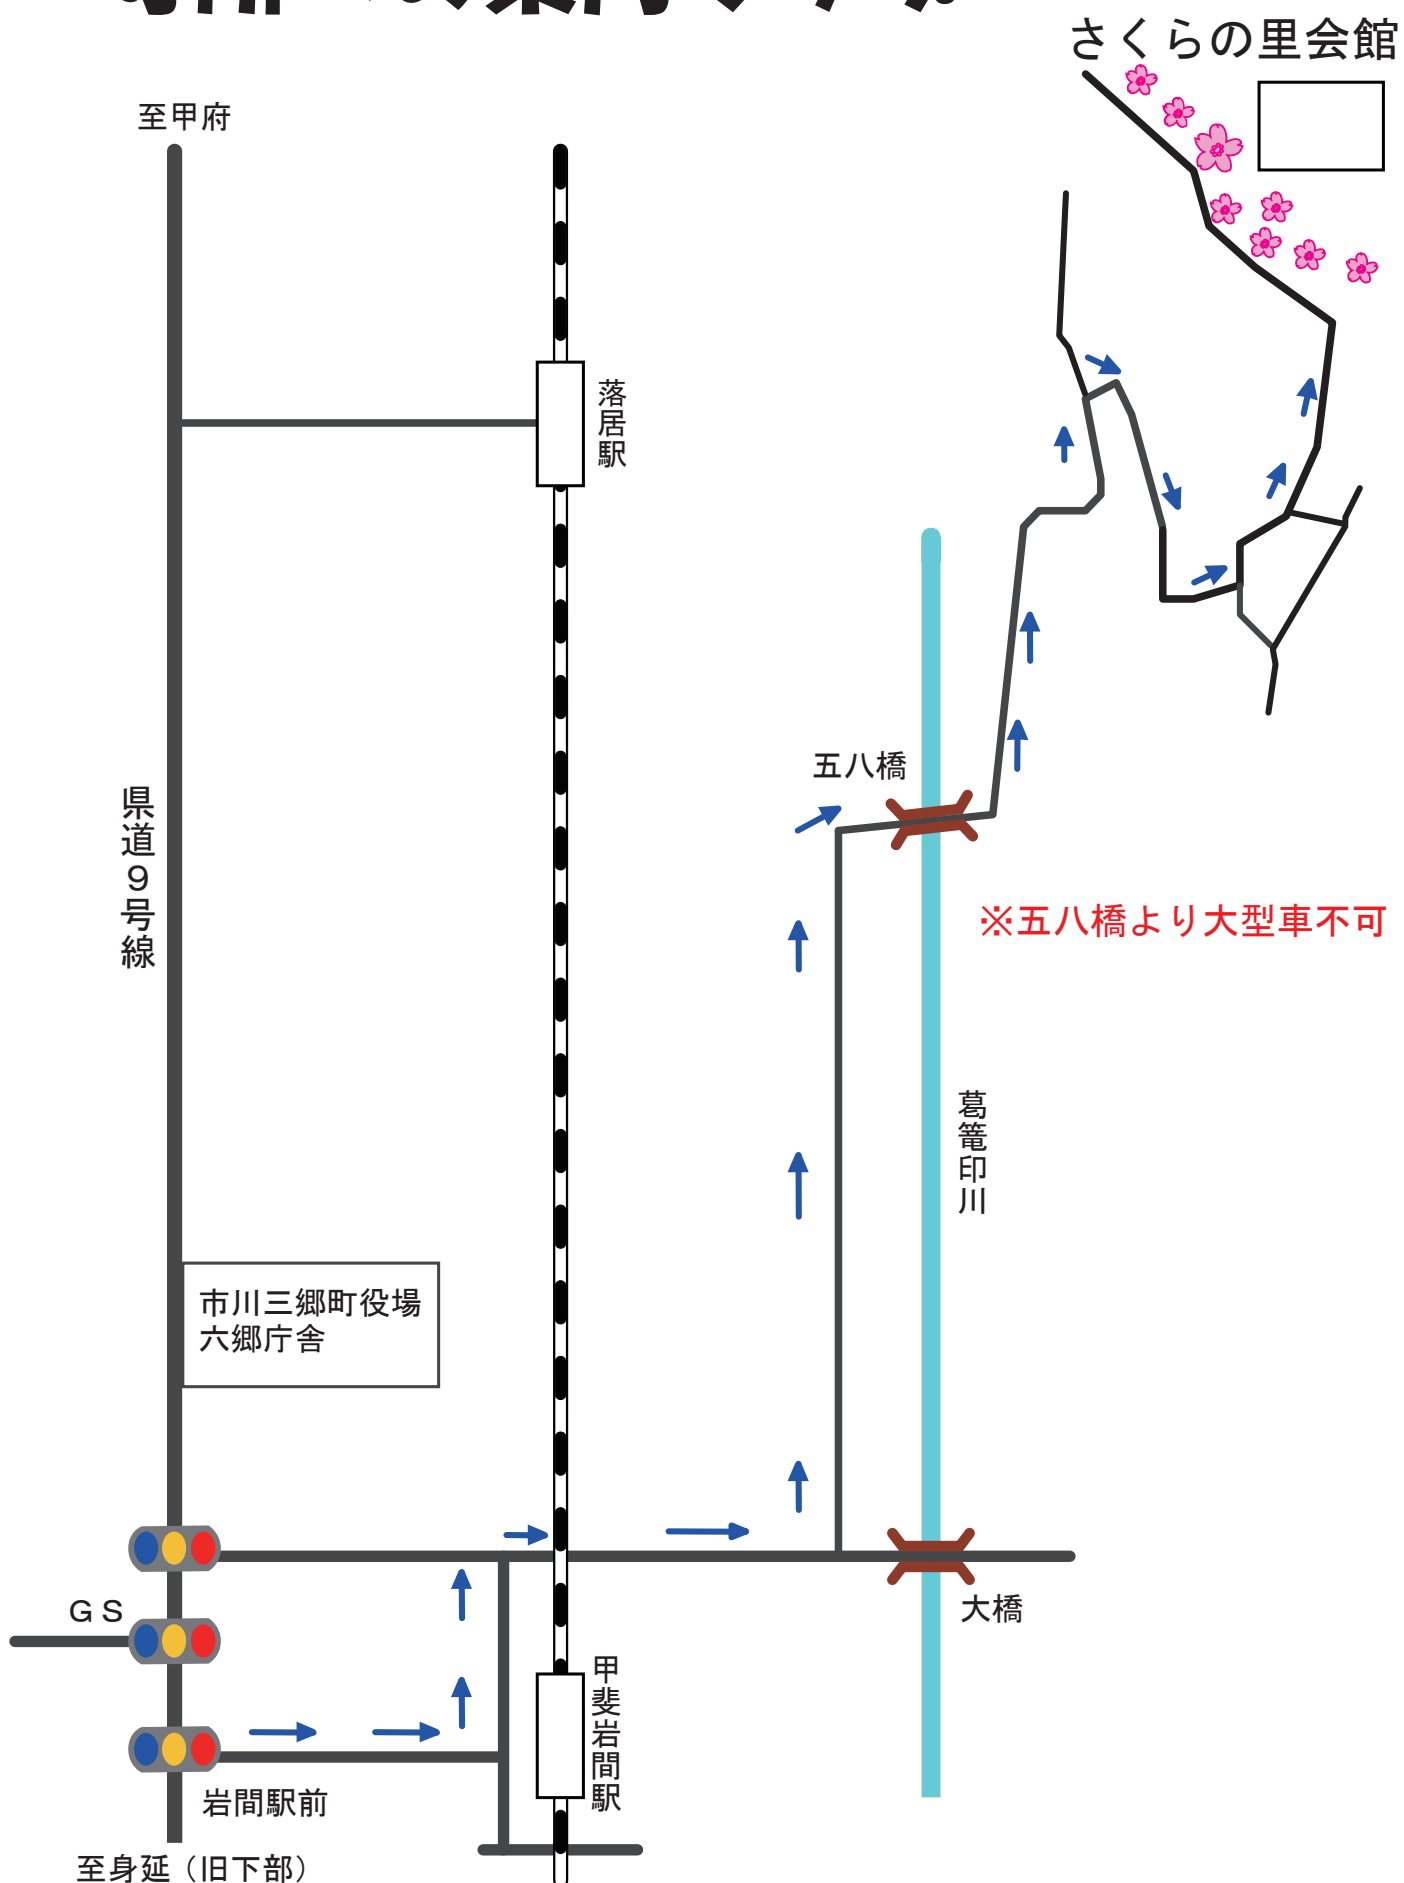 さくらの里会館
至甲府
落居駅
五八橋
県道９号線
※五八橋より大型車不可
葛篭印川
市川三郷町役場
六郷庁舎
ＧＳ
大橋
甲斐岩間駅
岩間駅前
至身延（旧下部）